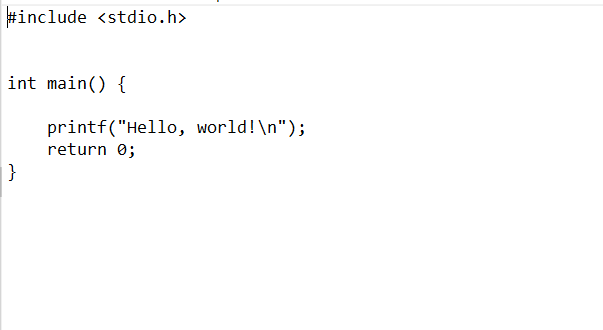 #include <stdio.h>
int main() {
    printf("Hello, world!\n");
    return 0;
}